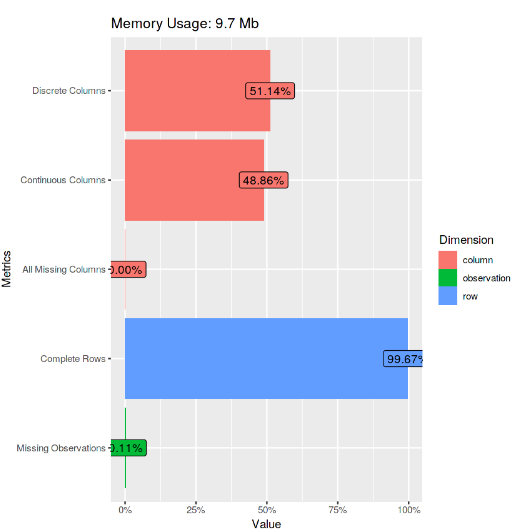 Memory Usage: 9.7 Mb
Discrete Columns
51.14%
Continuous Columns
48.86%
All Missing Columns
0.00%
Complete Rows
99.67%
Missing Observations
0.11%
0%
25%
50%
75%
100%
Value
Metrics
Dimension
column
observation
row